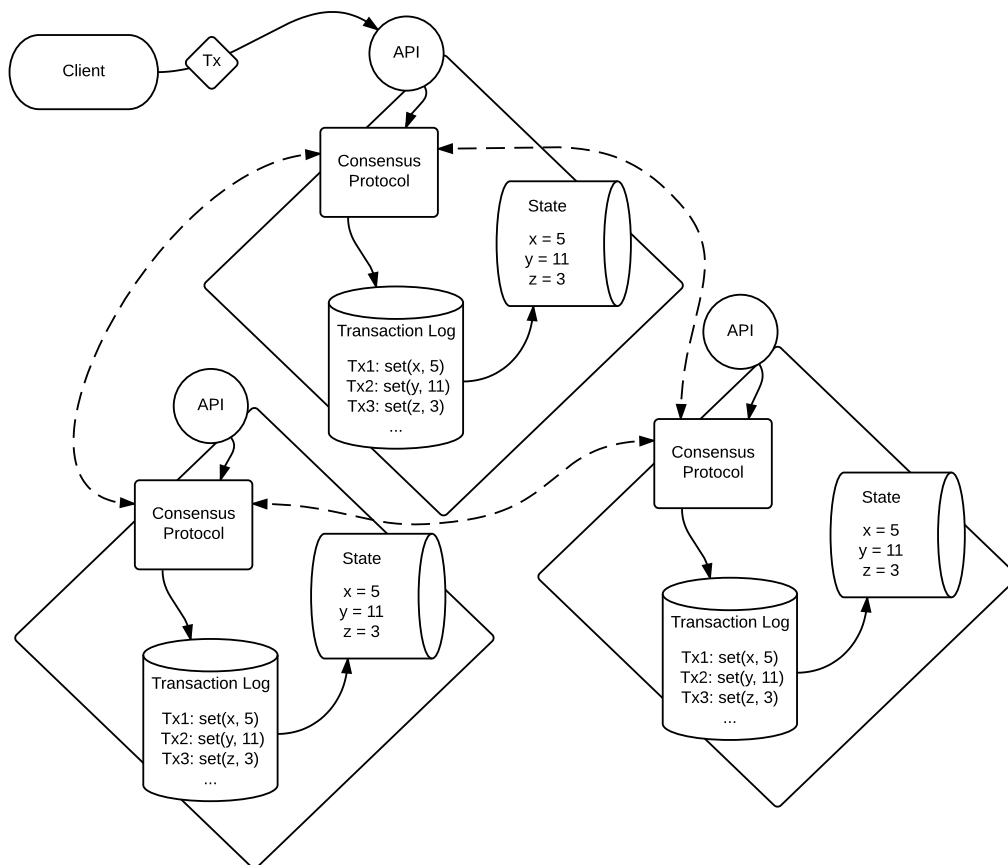 Client
Tx
API
Consensus
Protocol
State
x = 5
y = 11
z = 3
Transaction Log
Tx1: set(x, 5)
Tx2: set(y, 11)
Tx3: set(z, 3)
...
API
Consensus
Protocol
State
x = 5
y = 11
z = 3
Transaction Log
Tx1: set(x, 5)
Tx2: set(y, 11)
Tx3: set(z, 3)
...
API
Consensus
Protocol
State
x = 5
y = 11
z = 3
Transaction Log
Tx1: set(x, 5)
Tx2: set(y, 11)
Tx3: set(z, 3)
...